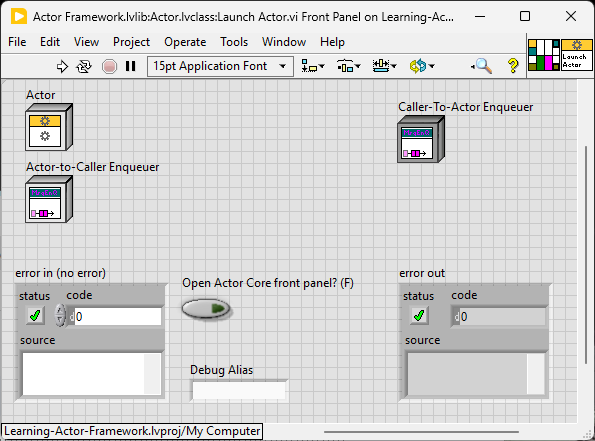 Actor Framework.lvlib:Actor.lvclass:Launch Actor.vi Front Panel on Learning-Ac...
File Edit View Project Operate Tools Window Help
15pt Application Font
Launch
Actor
Actor
Caller-To-Actor Enqueuer
Actor-to-Caller Enqueuer
error in (no error)
status code
d 0
source
Open Actor Core front panel? (F)
Debug Alias
error out
status code
d 0
source
Learning-Actor-Framework.lvproj/My Computer